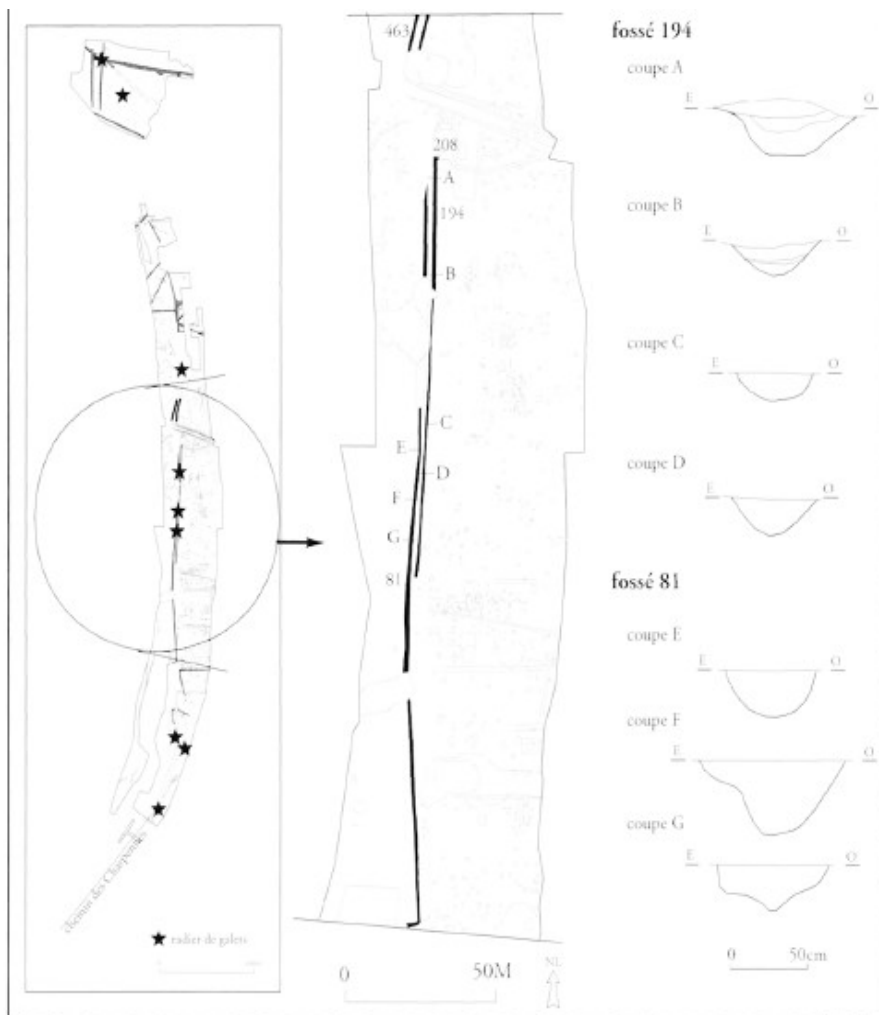 chemin des Charpennes
radier de galets
463
208
A
194
B
C
E
D
F
G
81
0 50M
NL
fossé 194
coupe A
E O
coupe B
E O
coupe C
E O
coupe D
E O
fossé 81
coupe E
E O
coupe F
E O
coupe G
E O
0 50cm